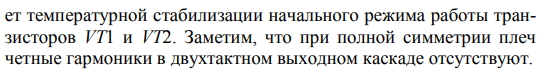 ет температурной стабилизации начального режима работы тран-
зисторов VT1 и VT2. Заметим, что при полной симметрии плеч
четные гармоники в двухтактном выходном каскаде отсутствуют.